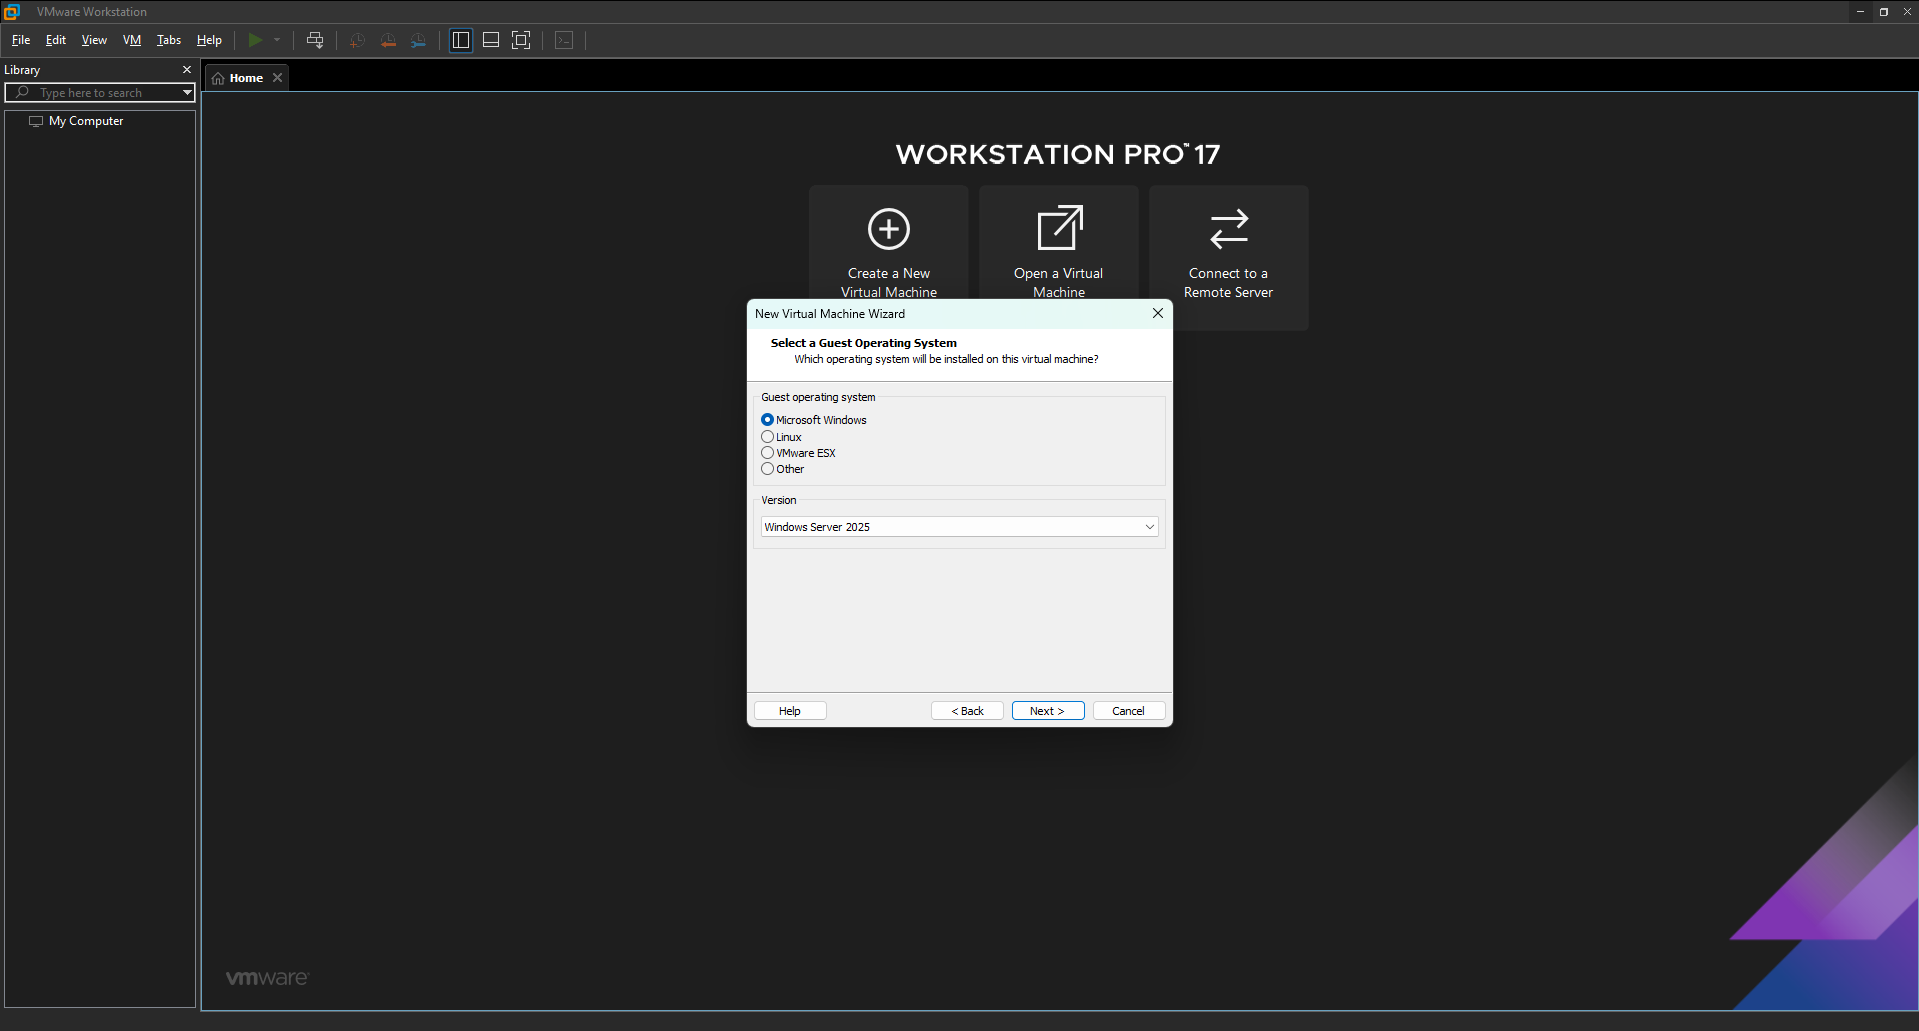 VMware Workstation
File Edit View VM Tabs Help
Library
Type here to search
My Computer
Home
WORKSTATION PRO™ 17
Create a New
Virtual Machine
Open a Virtual
Machine
Connect to a
Remote Server
New Virtual Machine Wizard
Select a Guest Operating System
Which operating system will be installed on this virtual machine?
Guest operating system
Microsoft Windows
Linux
VMware ESX
Other
Version
Windows Server 2025
Help
< Back
Next >
Cancel
vmware